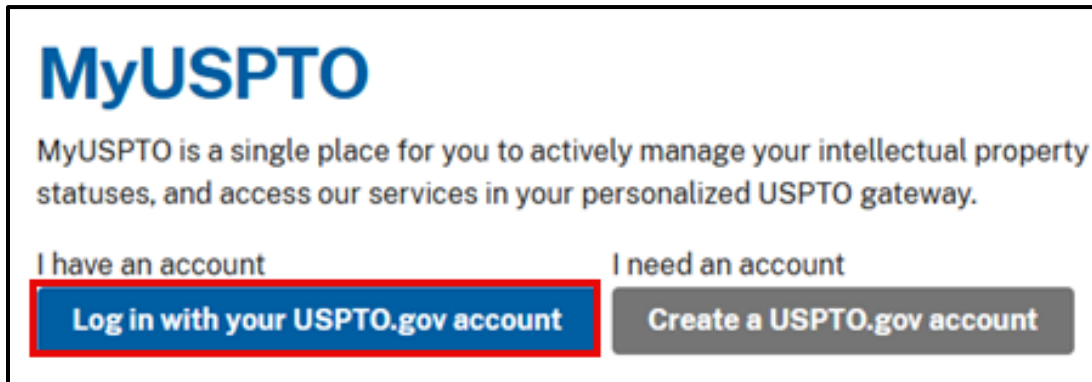 MyUSPTO
MyUSPTO is a single place for you to actively manage your intellectual property
statuses, and access our services in your personalized USPTO gateway.
I have an account
I need an account
Log in with your USPTO.gov account
Create a USPTO.gov account